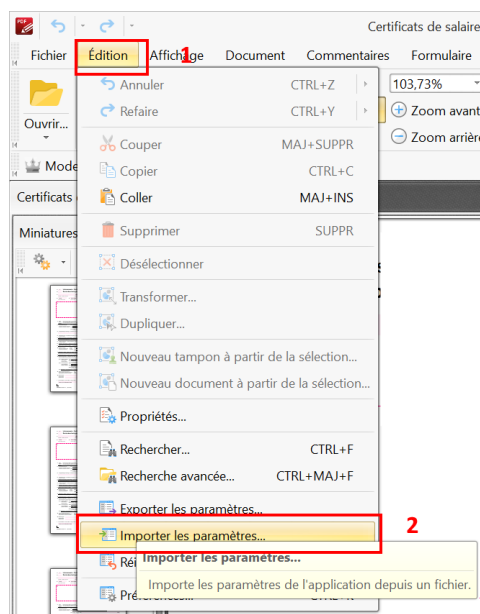 Certificats de salaire
Fichier Édition Affichage Document Commentaires Formulaire
1
Annuler CTRL+Z
103,73%
Ouvrir...
Refaire CTRL+Y
Zoom avant
Couper MAJ+SUPPR
Zoom arrière
Mode
Copier CTRL+C
Certificats
Coller MAJ+INS
Miniatures
Supprimer SUPPR
Désélectionner
Transformer...
Dupliquer...
Nouveau tampon à partir de la sélection...
Nouveau document à partir de la sélection...
Propriétés...
Rechercher... CTRL+F
Recherche avancée... CTRL+MAJ+F
Exporter les paramètres...
Importer les paramètres...
2
Importer les paramètres...
Importe les paramètres de l'application depuis un fichier.